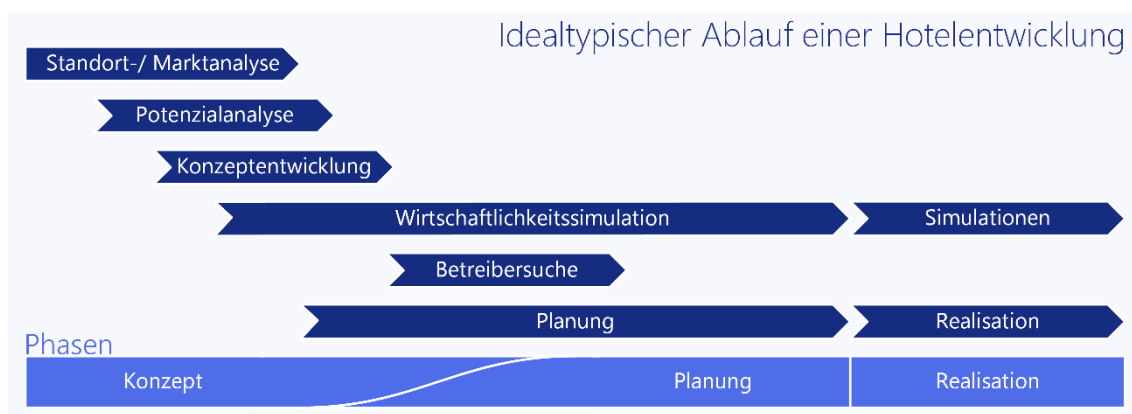 Idealtypischer Ablauf einer Hotelentwicklung
Standort-/ Marktanalyse
Potenzialanalyse
Konzeptentwicklung
Wirtschaftlichkeitssimulation
Simulationen
Betreibersuche
Planung
Realisation
Phasen
Konzept
Planung
Realisation